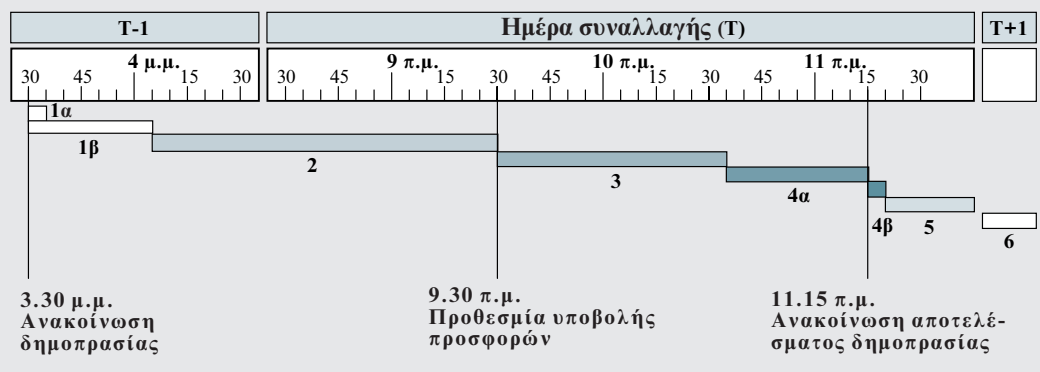 Τ-1 Ημέρα συναλλαγής (Τ) Τ+1
4 μ.μ. 9 π.μ. 10 π.μ. 11 π.μ.
30 45 15 30 30 45 15 30 45 15 30 45 15 30
1α
1β
2
3
4α
4β 5
6
3.30 μ.μ.
Ανακοίνωση
δημοπρασίας
9.30 π.μ.
Προθεσμία υποβολής
προσφορών
11.15 π.μ.
Ανακοίνωση αποτελέ-
σματος δημοπρασίας